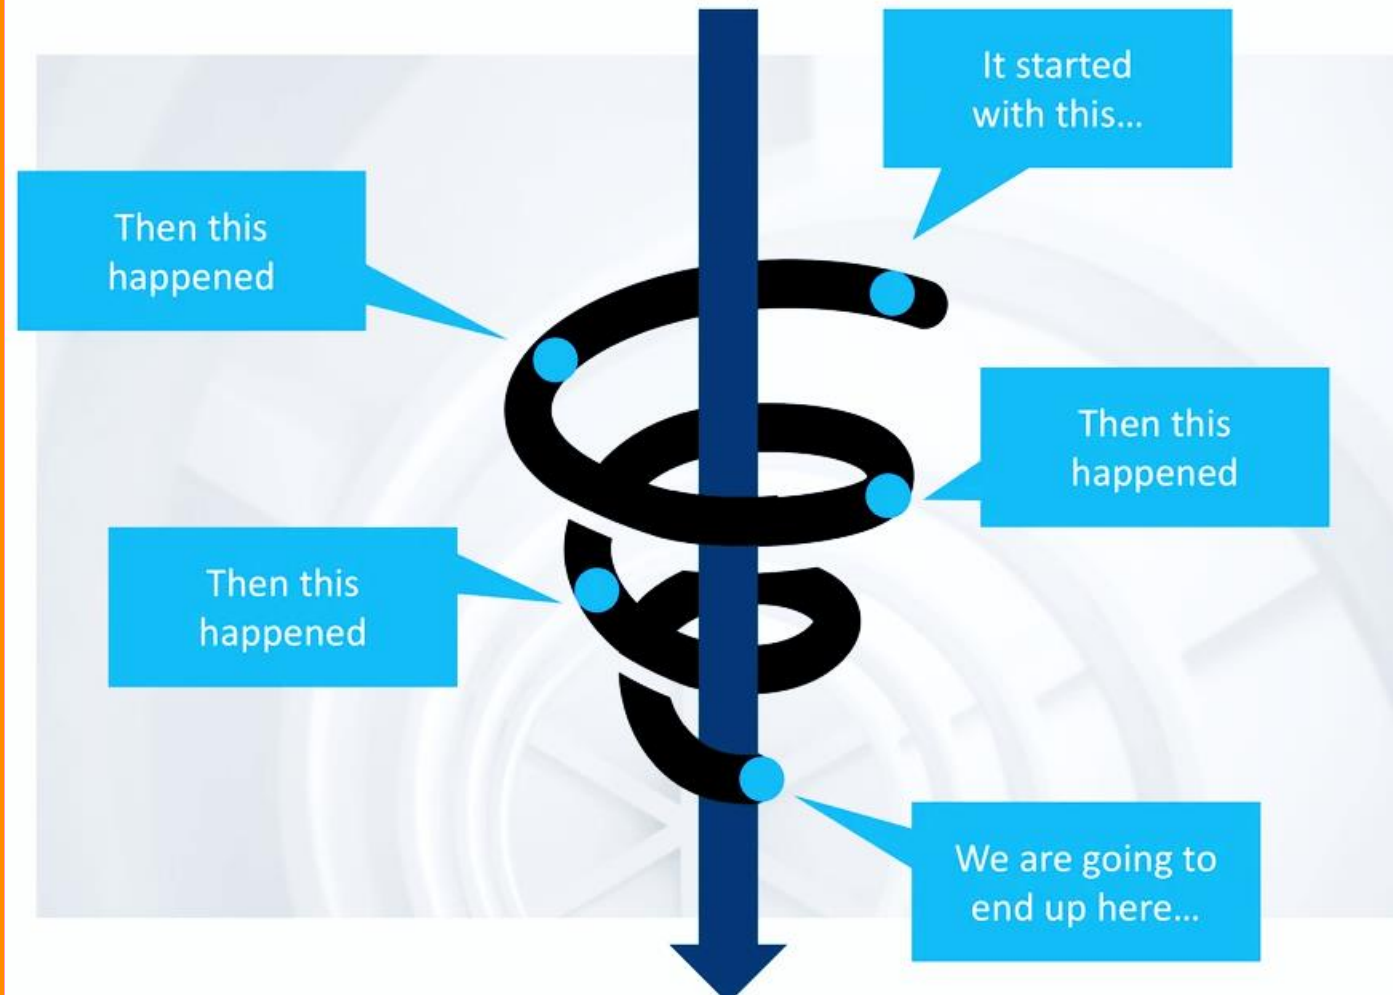 It started
with this…
Then this
happened
Then this
happened
Then this
happened
We are going to
end up here…